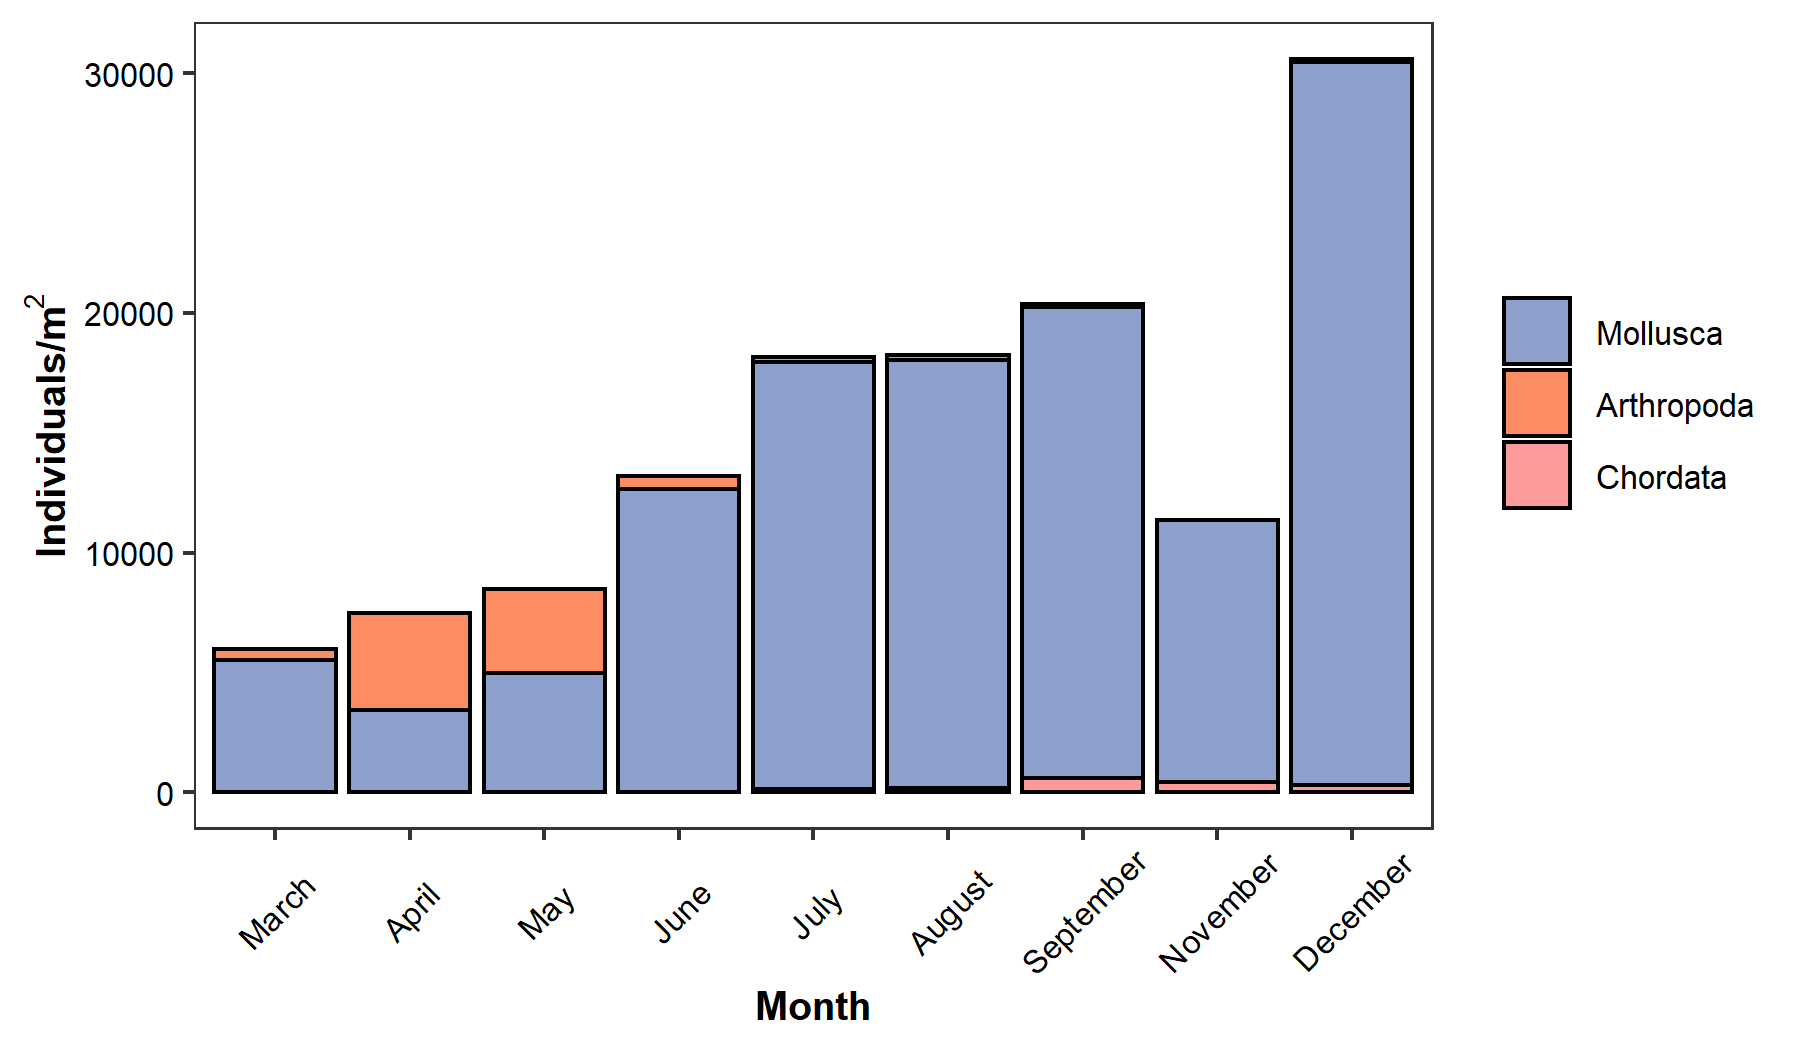 30000
20000
10000
0
Individuals/m²
March
April
May
June
July
August
September
November
December
Month
Mollusca
Arthropoda
Chordata